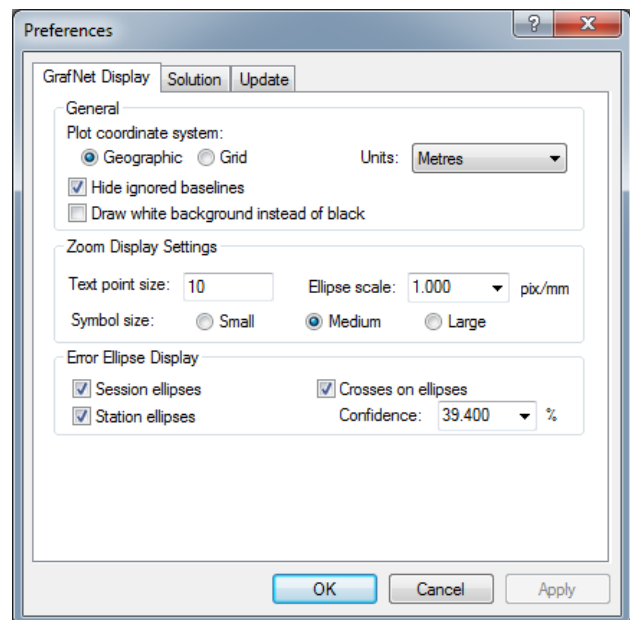 Preferences
?
X
GrafNet Display Solution Update
General
Plot coordinate system:
Geographic Grid Units: Metres
Hide ignored baselines
Draw white background instead of black
Zoom Display Settings
Text point size: 10 Ellipse scale: 1.000 pix/mm
Symbol size: Small Medium Large
Error Ellipse Display
Session ellipses Crosses on ellipses
Station ellipses Confidence: 39.400 %
OK Cancel Apply